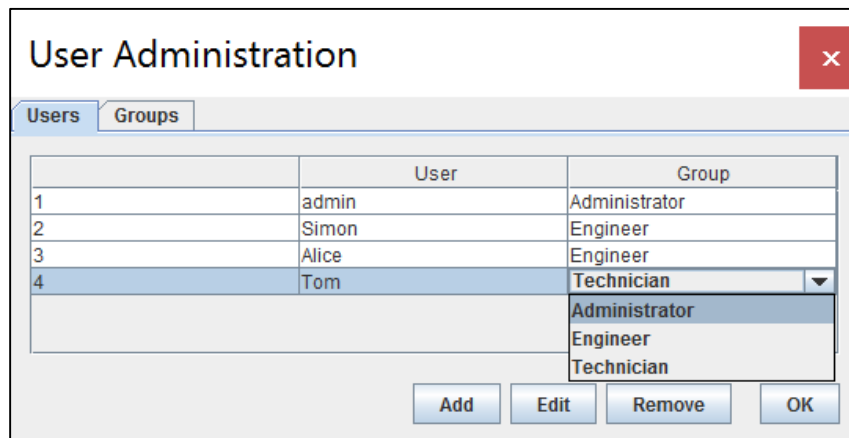 User Administration
×
Users Groups
User Group
1 admin Administrator
2 Simon Engineer
3 Alice Engineer
4 Tom Technician
Administrator
Engineer
Technician
Add Edit Remove OK